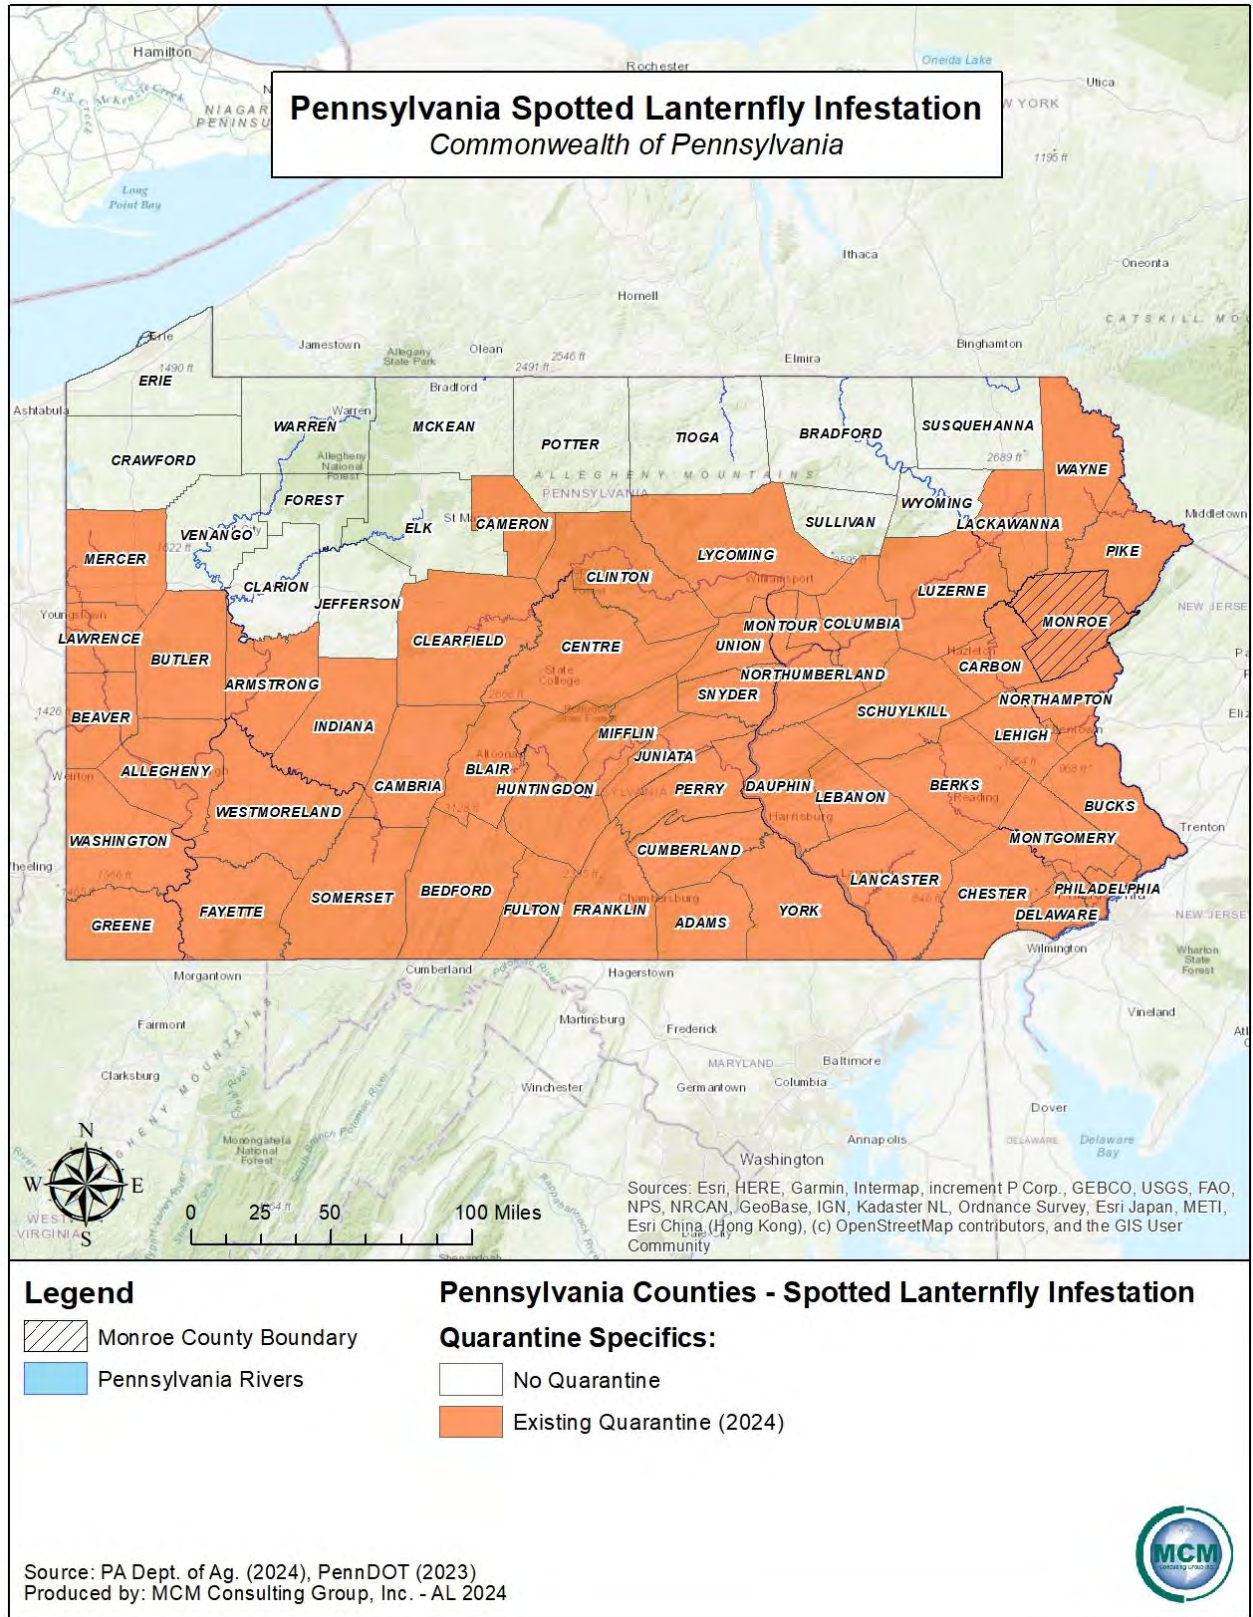 Hamilton
Rochester
Oneida Lake
Utica
Pennsylvania Spotted Lanternfly Infestation
Commonwealth of Pennsylvania
1195 ft
Long
Point Bay
Ithaca
Oneonta
Hornell
Erie
Jamestown
Allegany
State Park
Olean
2546 ft
2491 ft
Elmira
Binghamton
1490 ft
ERIE
Bradford
Ashtabula
WARREN
Warren
MCKEAN
POTTER
TIOGA
BRADFORD
SUSQUEHANNA
CRAWFORD
Allegheny
National
Forest
ALLEGHENY MOUNTAINS
2689 ft
WAYNE
PENNSYLVANIA
FOREST
WYOMING
VENANGO
ELK
CAMERON
SULLIVAN
LACKAWANNA
Middletown
MERCER
LYCOMING
PIKE
CLARION
CLINTON
Williamsport
LUZERNE
JEFFERSON
Youngstown
LAWRENCE
CLEARFIELD
CENTRE
MONTOUR
COLUMBIA
MONROE
BUTLER
UNION
Hazleton
CARBON
State
College
NORTHUMBERLAND
ARMSTRONG
SNYDER
NORTHAMPTON
BEAVER
INDIANA
SCHUYLKILL
LEHIGH
MIFFLIN
JUNIATA
ALLEGHENY
Altoona
BLAIR
CAMBRIA
HUNTINGDON
PERRY
DAUPHIN
LEBANON
BERKS
Reading
BUCKS
WESTMORELAND
Harrisburg
Trenton
WASHINGTON
CUMBERLAND
MONTGOMERY
LANCASTER
CHESTER
PHILADELPHIA
SOMERSET
BEDFORD
Chambersburg
FAYETTE
FULTON
FRANKLIN
ADAMS
YORK
DELAWARE
GREENE
Wilmington
Wharton
State
Forest
Morgantown
Cumberland
Hagerstown
Fairmont
Martinsburg
Frederick
Vineland
MARYLAND
Baltimore
Clarksburg
Winchester
Germantown
Columbia
Dover
Monongahela
National
Forest
Annapolis
DELAWARE
Delaware
Bay
Washington
N
W E
S
WEST
VIRGINIA
0 25 50 100 Miles
Sources: Esri, HERE, Garmin, Intermap, increment P Corp., GEBCO, USGS, FAO,
NPS, NRCAN, GeoBase, IGN, Kadaster NL, Ordnance Survey, Esri Japan, METI,
Esri China (Hong Kong), (c) OpenStreetMap contributors, and the GIS User
Community
Legend
Monroe County Boundary
Pennsylvania Rivers
Pennsylvania Counties - Spotted Lanternfly Infestation
Quarantine Specifics:
No Quarantine
Existing Quarantine (2024)
MCM
Source: PA Dept. of Ag. (2024), PennDOT (2023)
Produced by: MCM Consulting Group, Inc. - AL 2024